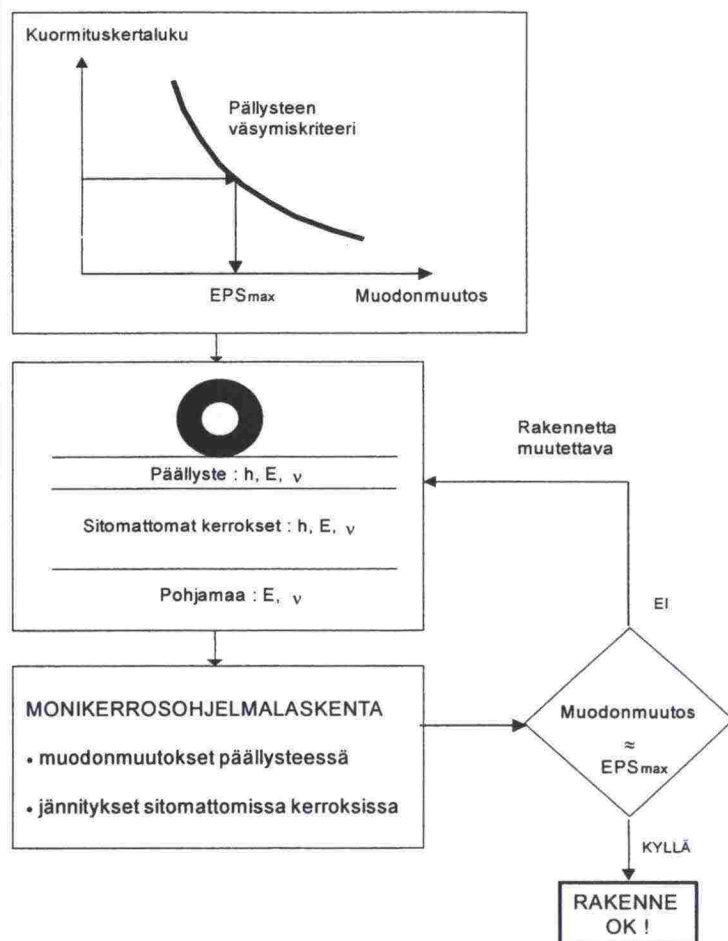 Kuormituskertaluku
Pällysteen
väsymiskriteeri
EPSmax
Muodonmuutos
Päällyste : h, E, ν
Sitomattomat kerrokset : h, E, ν
Pohjamaa : E, ν
Rakennetta
muutettava
EI
MONIKERROSOHJELMALASKENTA
• muodonmuutokset päällysteessä
• jännitykset sitomattomissa kerroksissa
Muodonmuutos
≈
EPSmax
KYLLÄ
RAKENNE
OK !